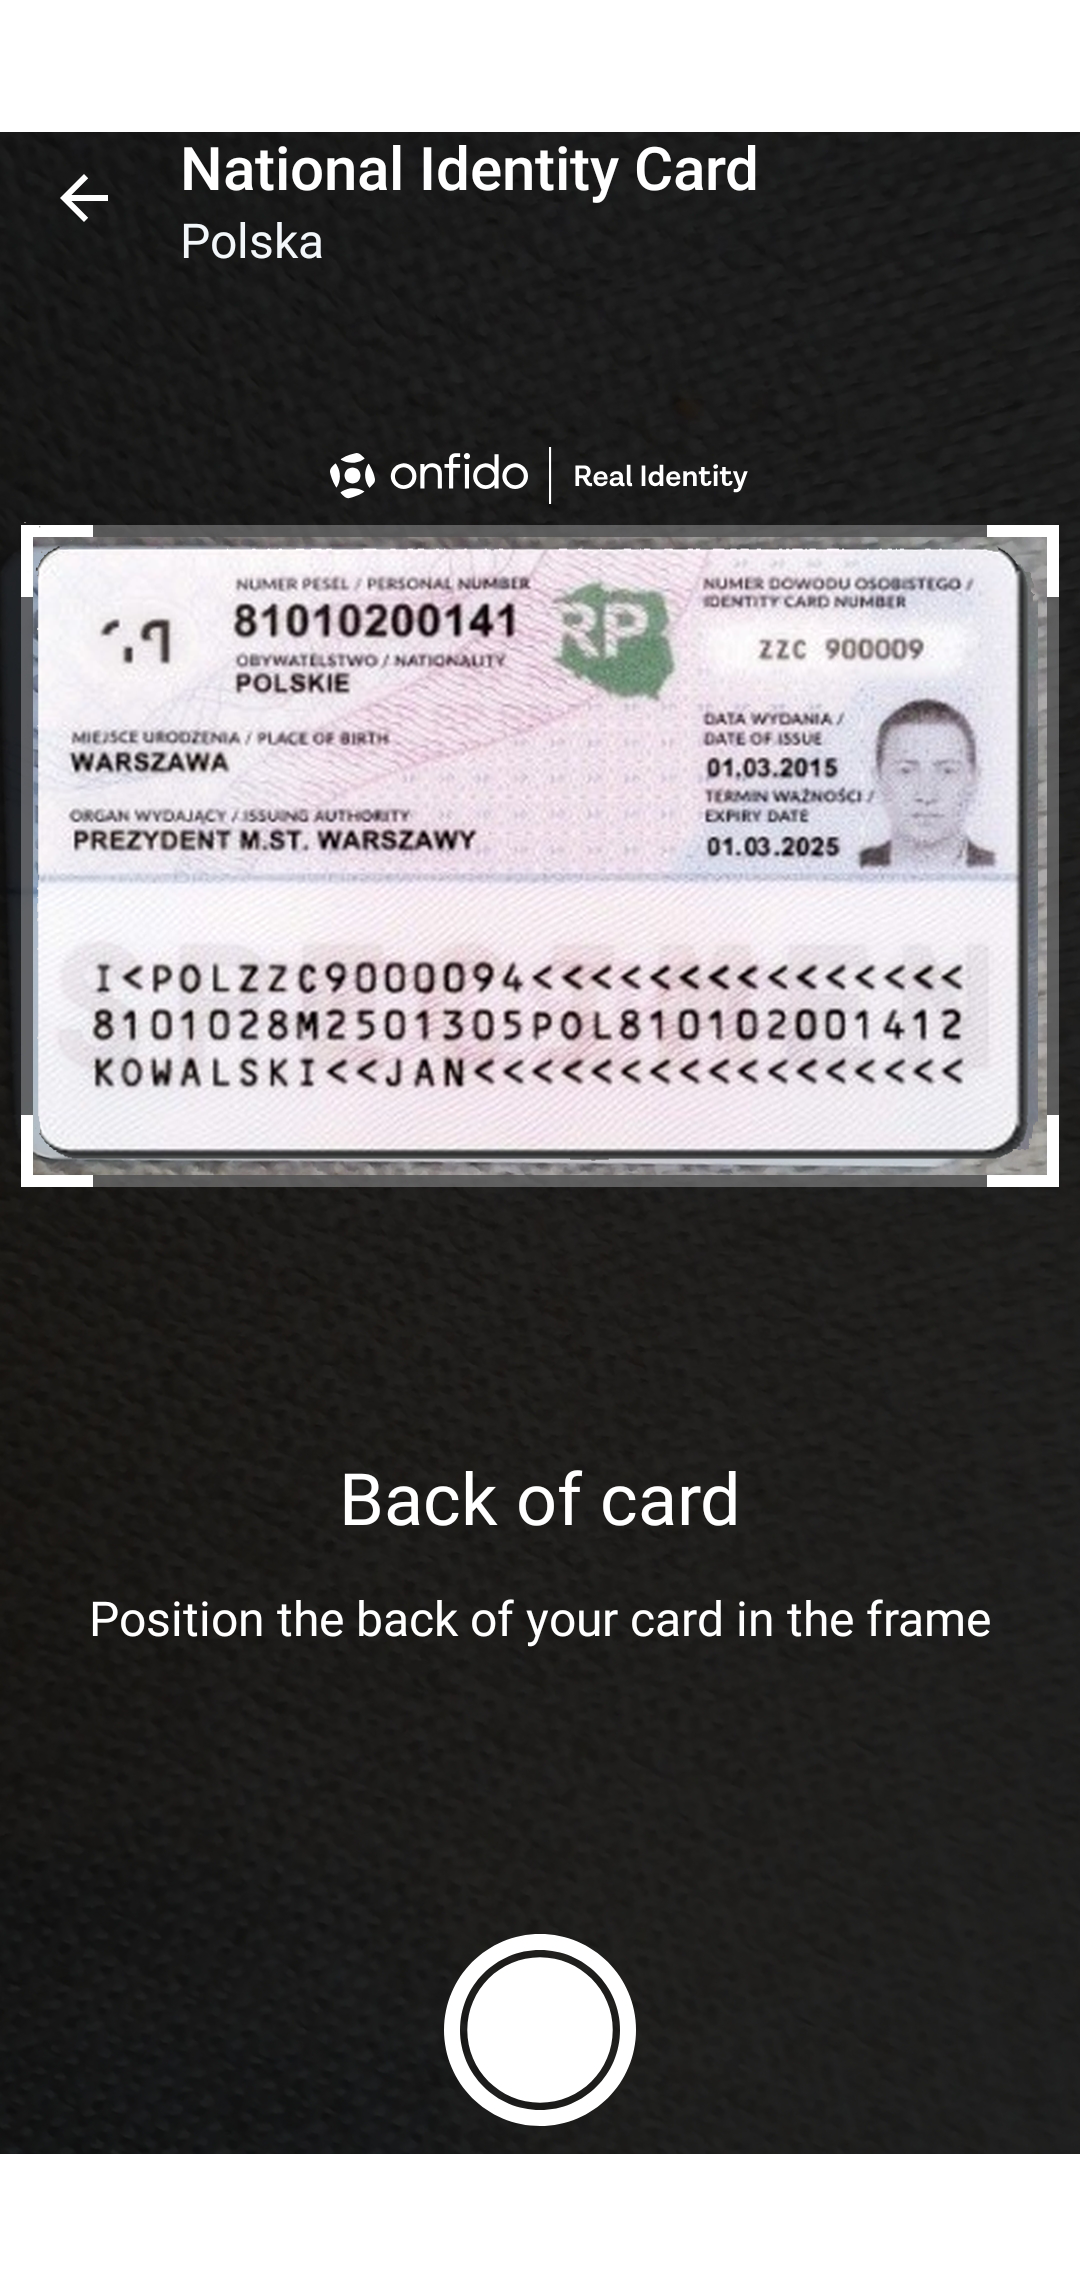 National Identity Card
Polska
onfido | Real Identity
NUMER PESEL / PERSONAL NUMBER
81010200141
OBYWATELSTWO / NATIONALITY
POLSKIE
RP
NUMER DOWODU OSOBISTEGO /
IDENTITY CARD NUMBER
ZZC 900009
MIEJSCE URODZENIA / PLACE OF BIRTH
WARSZAWA
DATA WYDANIA /
DATE OF ISSUE
01.03.2015
ORGAN WYDAJĄCY / ISSUING AUTHORITY
PREZYDENT M.ST. WARSZAWY
TERMIN WAŻNOŚCI /
EXPIRY DATE
01.03.2025
SPECIMEN
I<POLZZC9000094<<<<<<<<<<<<<<<
8101028M2501305POL810102001412
KOWALSKI<<JAN<<<<<<<<<<<<<<<<<
Back of card
Position the back of your card in the frame